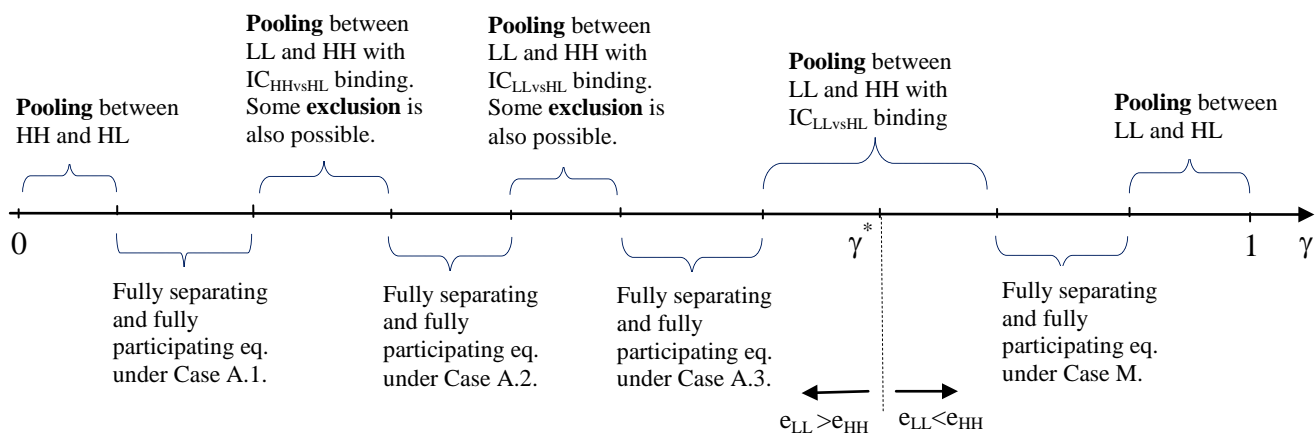 Pooling between
HH and HL
Pooling between
LL and HH with
IC_HHvsHL binding.
Some exclusion is
also possible.
Pooling between
LL and HH with
IC_LLvsHL binding.
Some exclusion is
also possible.
Pooling between
LL and HH with
IC_LLvsHL binding
Pooling between
LL and HL
0
γ*
1
γ
Fully separating
and fully
participating eq.
under Case A.1.
Fully separating
and fully
participating eq.
under Case A.2.
Fully separating
and fully
participating eq.
under Case A.3.
Fully separating
and fully
participating eq.
under Case M.
e_LL >e_HH
e_LL<e_HH